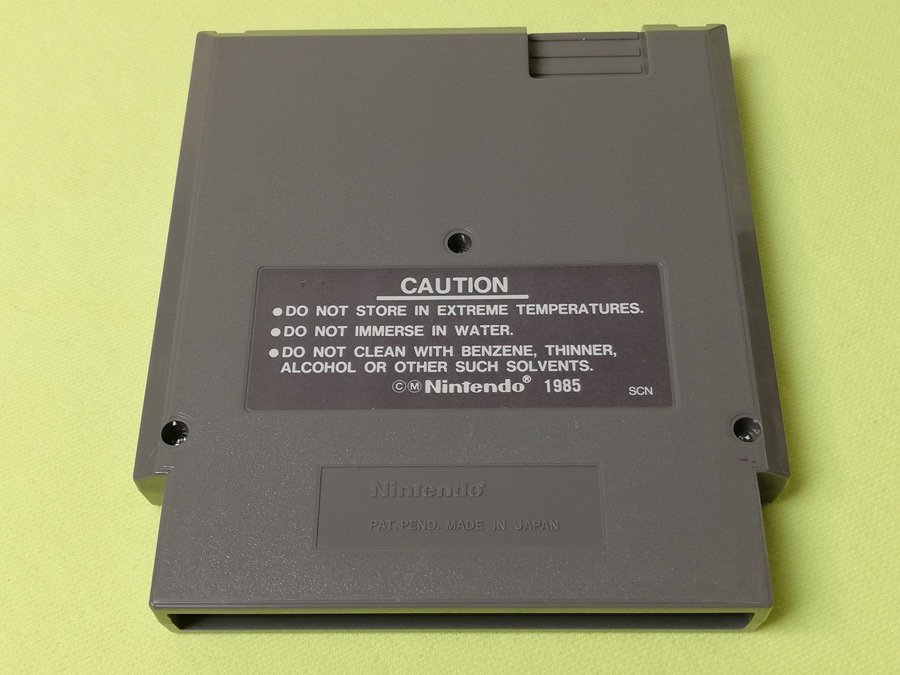 CAUTION
●DO NOT STORE IN EXTREME TEMPERATURES.
●DO NOT IMMERSE IN WATER.
●DO NOT CLEAN WITH BENZENE, THINNER,
ALCOHOL OR OTHER SUCH SOLVENTS.
©Ⓜ Nintendo® 1985
SCN
Nintendo®
PAT. PEND. MADE IN JAPAN